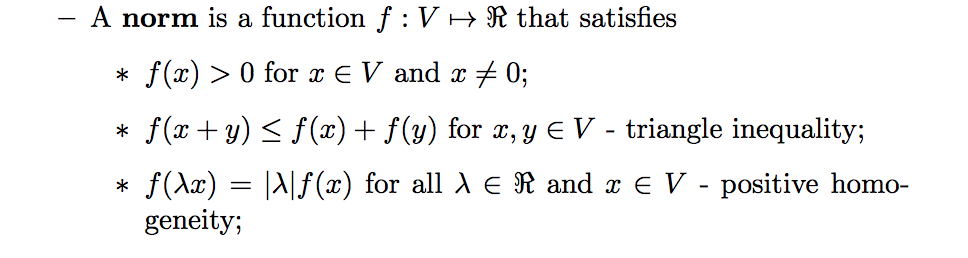 – A norm is a function f : V ↦ ℜ that satisfies
∗ f(x) > 0 for x ∈ V and x ≠ 0;
∗ f(x + y) ≤ f(x) + f(y) for x, y ∈ V - triangle inequality;
∗ f(λx) = |λ|f(x) for all λ ∈ ℜ and x ∈ V - positive homo-
geneity;